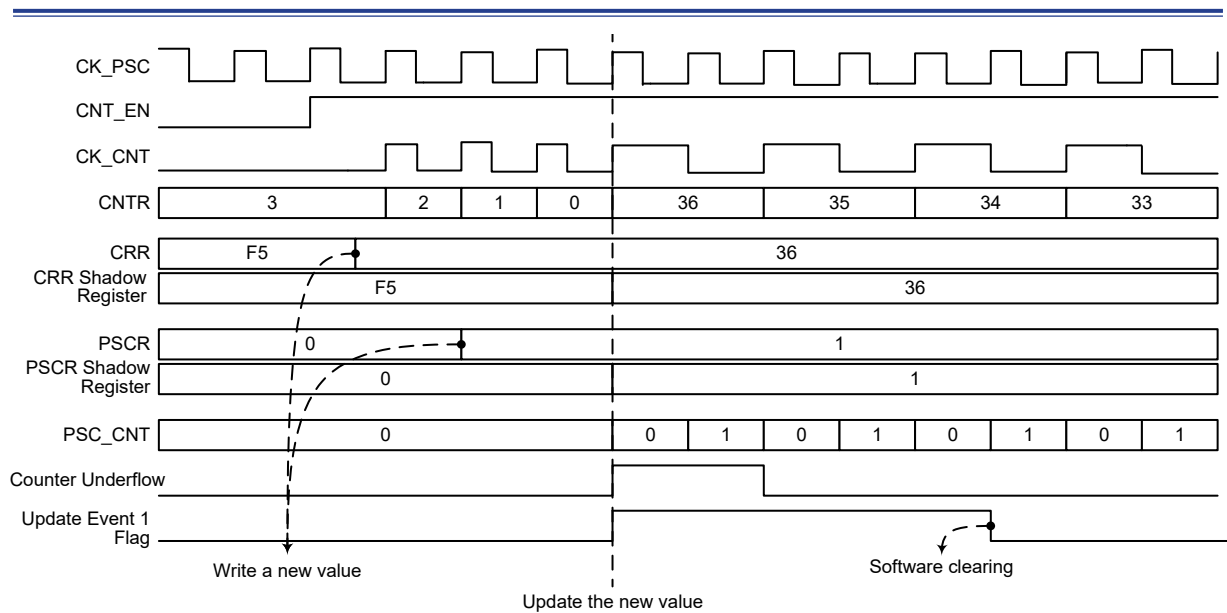 CK_PSC
CNT_EN
CK_CNT
CNTR 3 2 1 0 36 35 34 33
CRR F5 36
CRR Shadow
Register F5 36
PSCR 0 1
PSCR Shadow
Register 0 1
PSC_CNT 0 0 1 0 1 0 1 0 1
Counter Underflow
Update Event 1
Flag
Write a new value
Software clearing
Update the new value